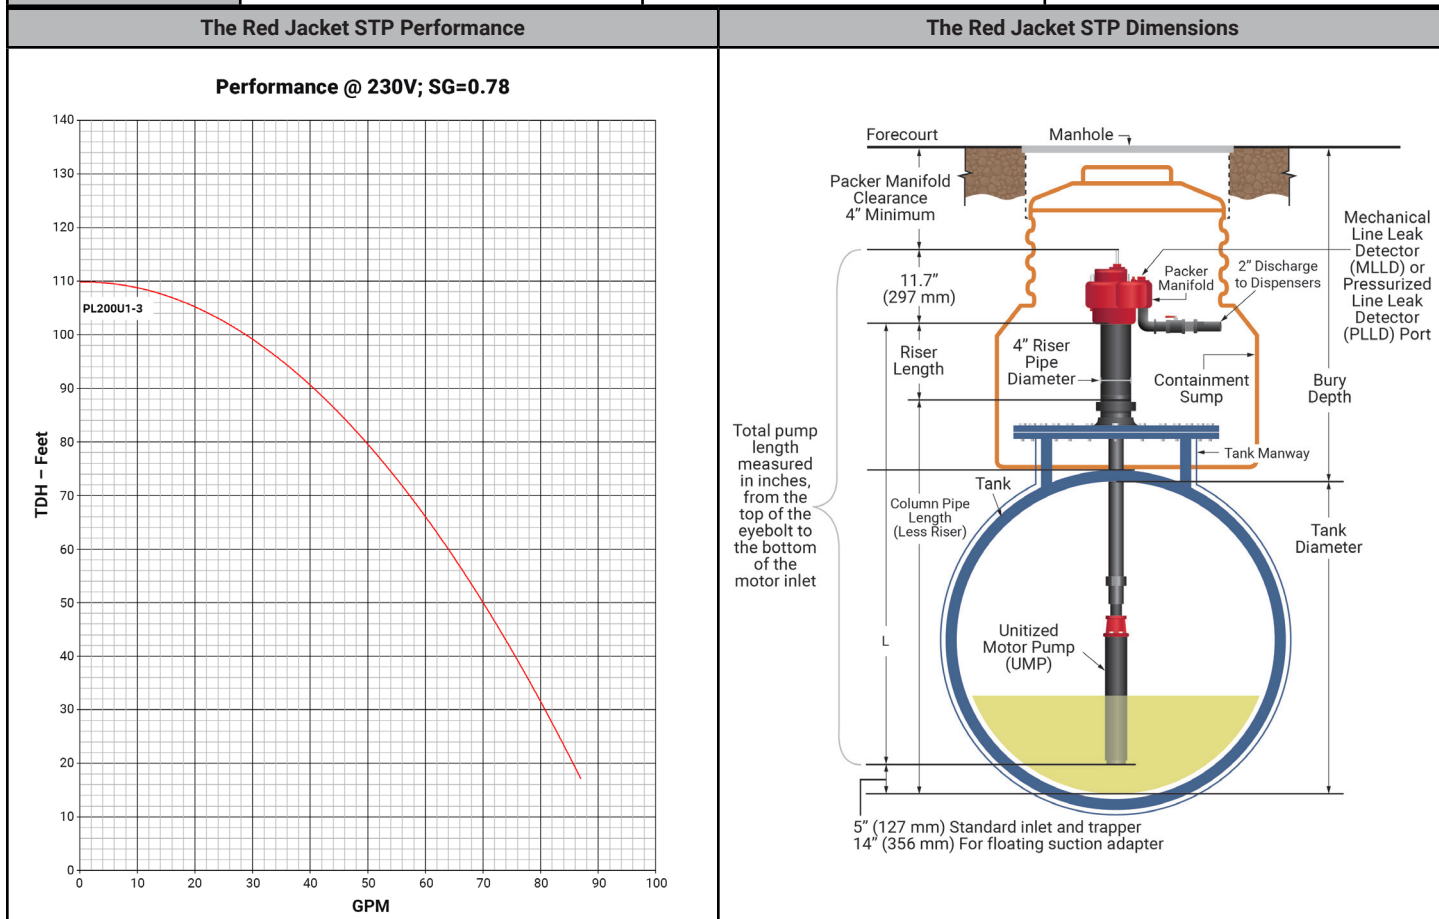 The Red Jacket STP Performance
Performance @ 230V; SG=0.78
140
130
120
110
100
90
80
70
60
50
40
30
20
10
0
TDH – Feet
PL200U1-3
0 10 20 30 40 50 60 70 80 90 100
GPM
The Red Jacket STP Dimensions
Forecourt
Manhole
Packer Manifold
Clearance
4” Minimum
11.7”
(297 mm)
Riser
Length
4” Riser
Pipe
Diameter
Packer
Manifold
2” Discharge
to Dispensers
Mechanical
Line Leak
Detector
(MLLD) or
Pressurized
Line Leak
Detector
(PLLD) Port
Containment
Sump
Bury
Depth
Total pump
length
measured
in inches,
from the
top of the
eyebolt to
the bottom
of the
motor inlet
Tank Manway
Tank
Column Pipe
Length
(Less Riser)
Tank
Diameter
L
Unitized
Motor Pump
(UMP)
5” (127 mm) Standard inlet and trapper
14” (356 mm) For floating suction adapter